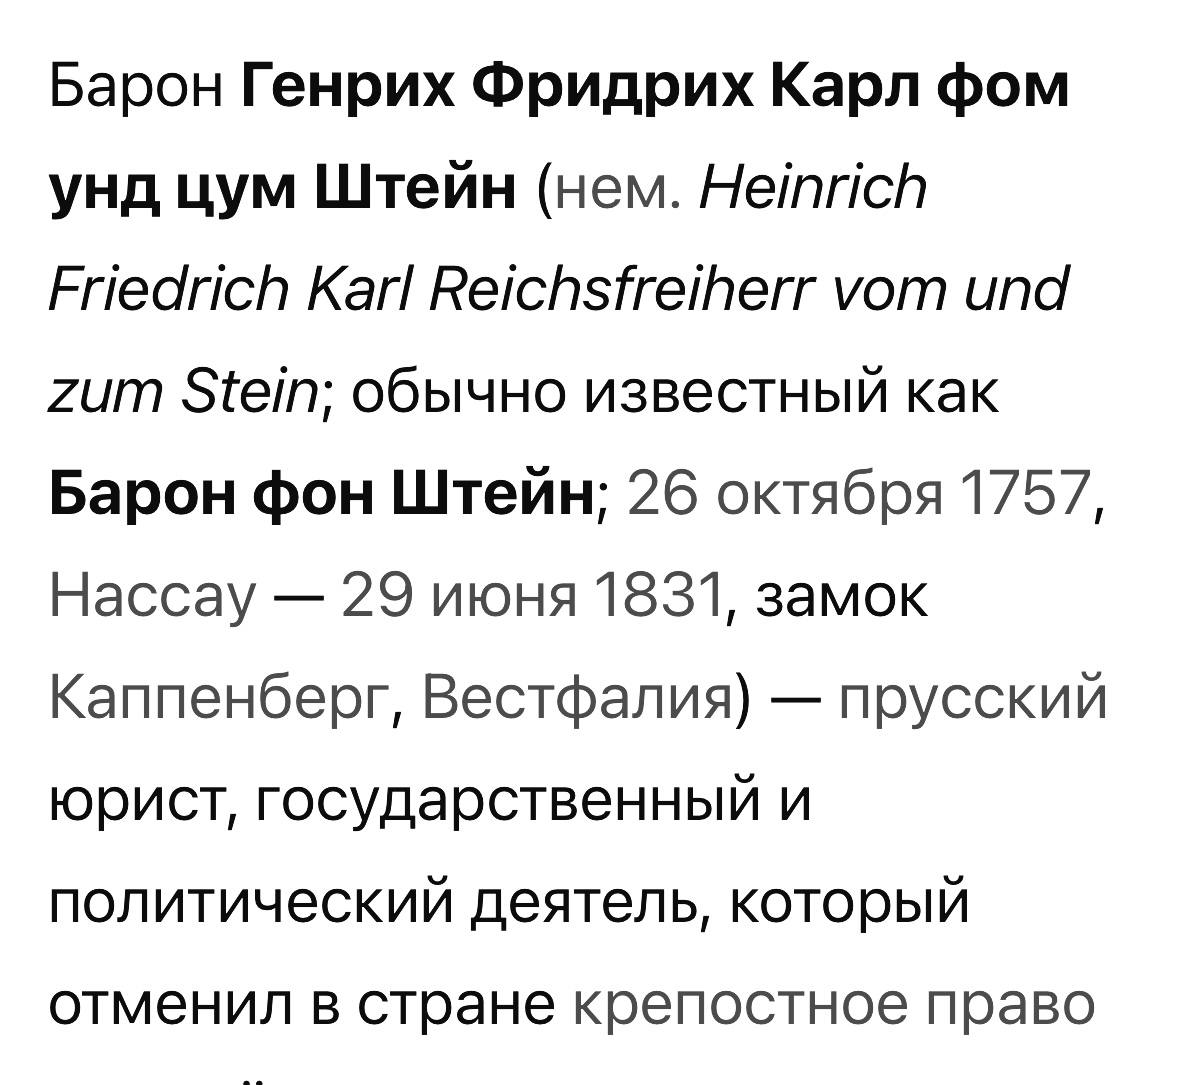 Барон Генрих Фридрих Карл фом
унд цум Штейн (нем. Heinrich
Friedrich Karl Reichsfreiherr vom und
zum Stein; обычно известный как
Барон фон Штейн; 26 октября 1757,
Нассау — 29 июня 1831, замок
Каппенберг, Вестфалия) — прусский
юрист, государственный и
политический деятель, который
отменил в стране крепостное право